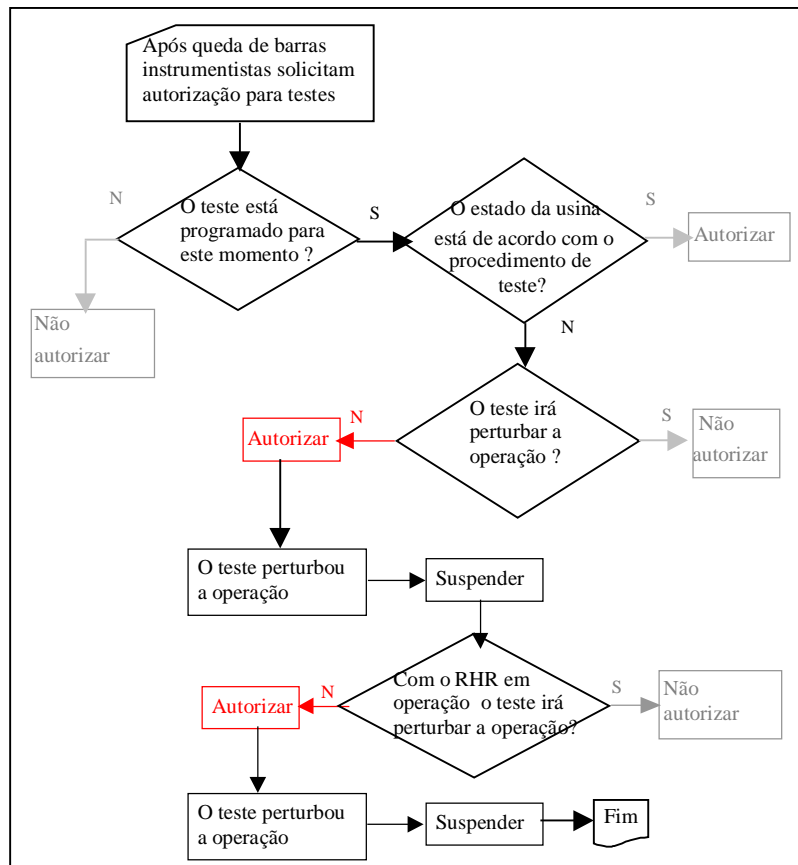 Após queda de barras
instrumentistas solicitam
autorização para testes
N
O teste está
programado para
este momento ?
S
O estado da usina
está de acordo com o
procedimento de
teste?
S
Autorizar
Não
autorizar
N
O teste irá
perturbar a
operação ?
N
Autorizar
S
Não
autorizar
O teste perturbou
a operação
Suspender
Com o RHR em
operação o teste irá
perturbar a operação?
N
Autorizar
S
Não
autorizar
O teste perturbou
a operação
Suspender
Fim